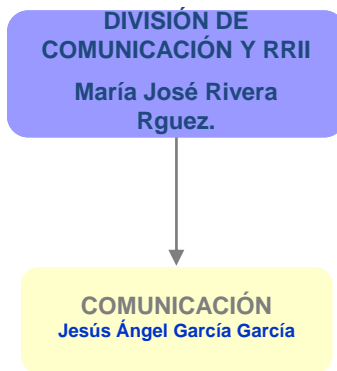 DIVISIÓN DE
COMUNICACIÓN Y RRII
María José Rivera
Rguez.
COMUNICACIÓN
Jesús Ángel García García